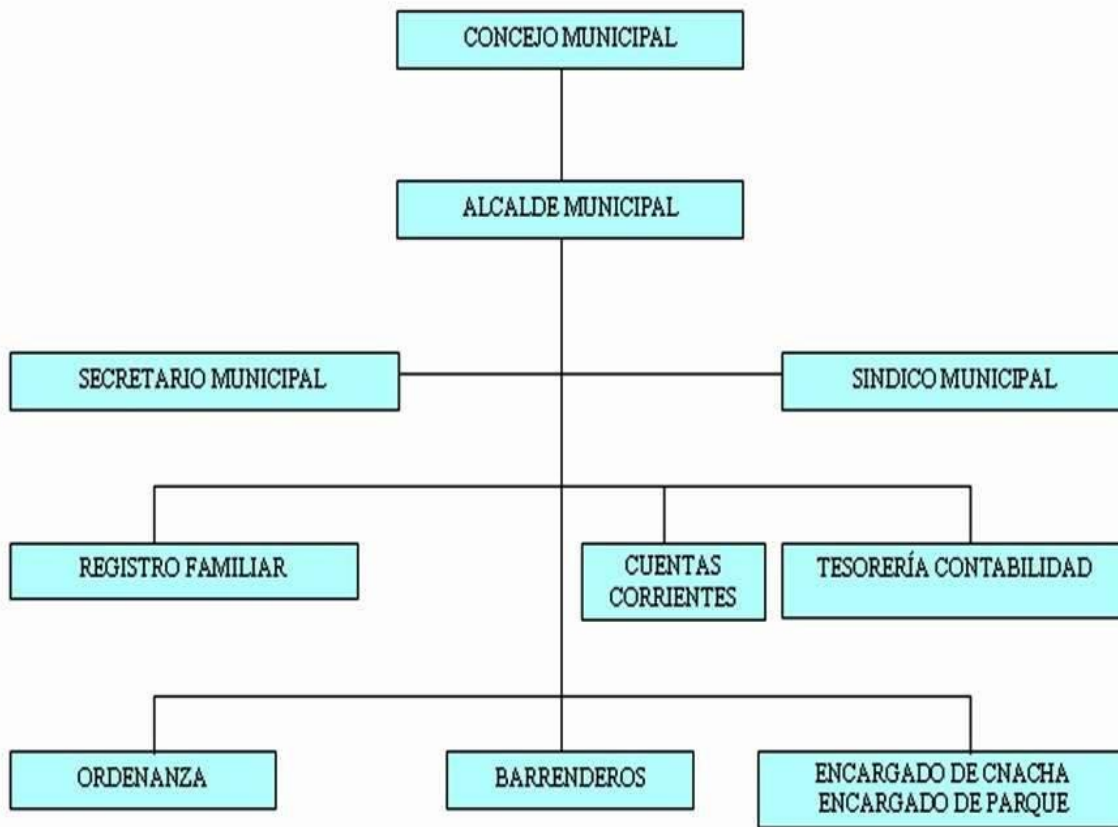 CONCEJO MUNICIPAL
ALCALDE MUNICIPAL
SECRETARIO MUNICIPAL
SINDICO MUNICIPAL
REGISTRO FAMILIAR
CUENTAS
CORRIENTES
TESORERÍA CONTABILIDAD
ORDENANZA
BARRENDEROS
ENCARGADO DE CNACHA
ENCARGADO DE PARQUE